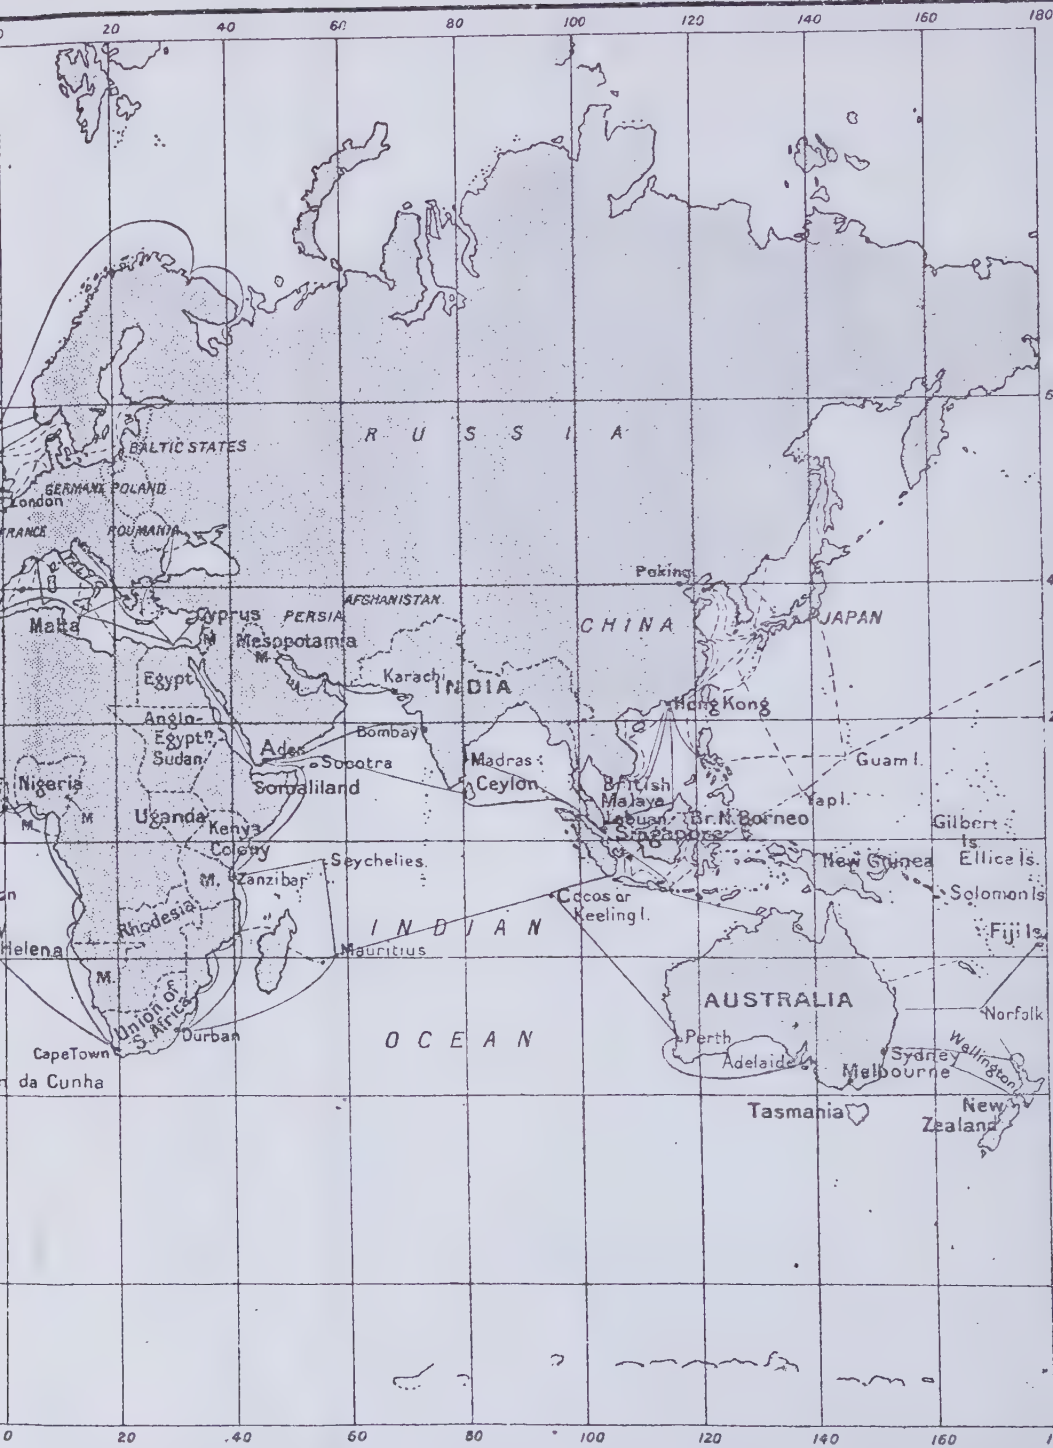 20 40 60 80 100 120 140 160 180
RUSSIA
BALTIC STATES
GERMANY POLAND
London
FRANCE
ROUMANIA
Peking
AFGHANISTAN
PERSIA
Cyprus
M
CHINA
JAPAN
Malta
Mesopotamia
M
Egypt
Karachi
INDIA
Hong Kong
Anglo-
Egyptn
Sudan
Bombay
Aden
Socotra
Madras
Guam I.
Nigeria
Somaliland
Ceylon
British
Malaya
Yap I.
M
M
Uganda
Labuan
Br. N. Borneo
Singapore
Kenya
Colony
Gilbert
Is.
Ellice Is.
Seychelles
New Guinea
M.
Zanzibar
Solomon Is
Cocos or
Keeling I.
Rhodesia
INDIAN
Fiji Is.
Helena
Mauritius
M
AUSTRALIA
Union of
S. Africa
Norfolk
Durban
OCEAN
Perth
Cape Town
Adelaide
Sydney
Wellington
Melbourne
da Cunha
Tasmania
New
Zealand
0 20 40 60 80 100 120 140 160